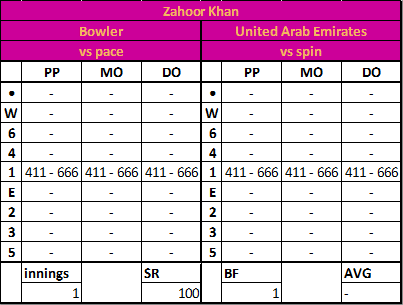 Zahoor Khan
Bowler United Arab Emirates
vs pace vs spin
PP MO DO PP MO DO
• - - - • - - -
W - - - W - - -
6 - - - 6 - - -
4 - - - 4 - - -
1 411 - 666 411 - 666 411 - 666 1 411 - 666 411 - 666 411 - 666
E - - - E - - -
2 - - - 2 - - -
3 - - - 3 - - -
5 - - - 5 - - -
innings SR BF AVG
1 100 1 -